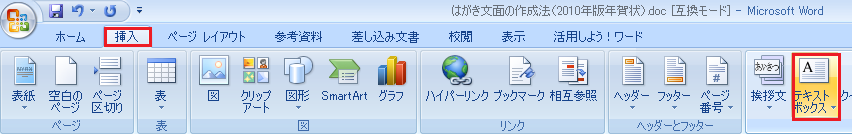 はがき文面の作成法(2010年版年賀状).doc [互換モード] - Microsoft Word
ホーム 挿入 ページ レイアウト 参考資料 差し込み文書 校閲 表示 活用しよう！ワード
表紙 空白のページ ページ区切り 表 図 クリップアート 図形 SmartArt グラフ ハイパーリンク ブックマーク 相互参照 ヘッダー フッター ページ番号 あいさつ 挨拶文 A テキストボックス ク
ページ 表 図 リンク ヘッダーとフッター